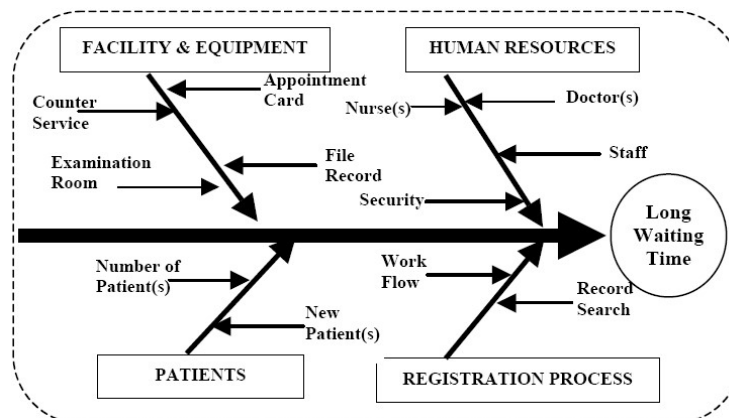 FACILITY & EQUIPMENT
HUMAN RESOURCES
Appointment
Card
Counter
Service
Examination
Room
File
Record
Nurse(s)
Doctor(s)
Staff
Security
Long
Waiting
Time
Number of
Patient(s)
New
Patient(s)
Work
Flow
Record
Search
PATIENTS
REGISTRATION PROCESS